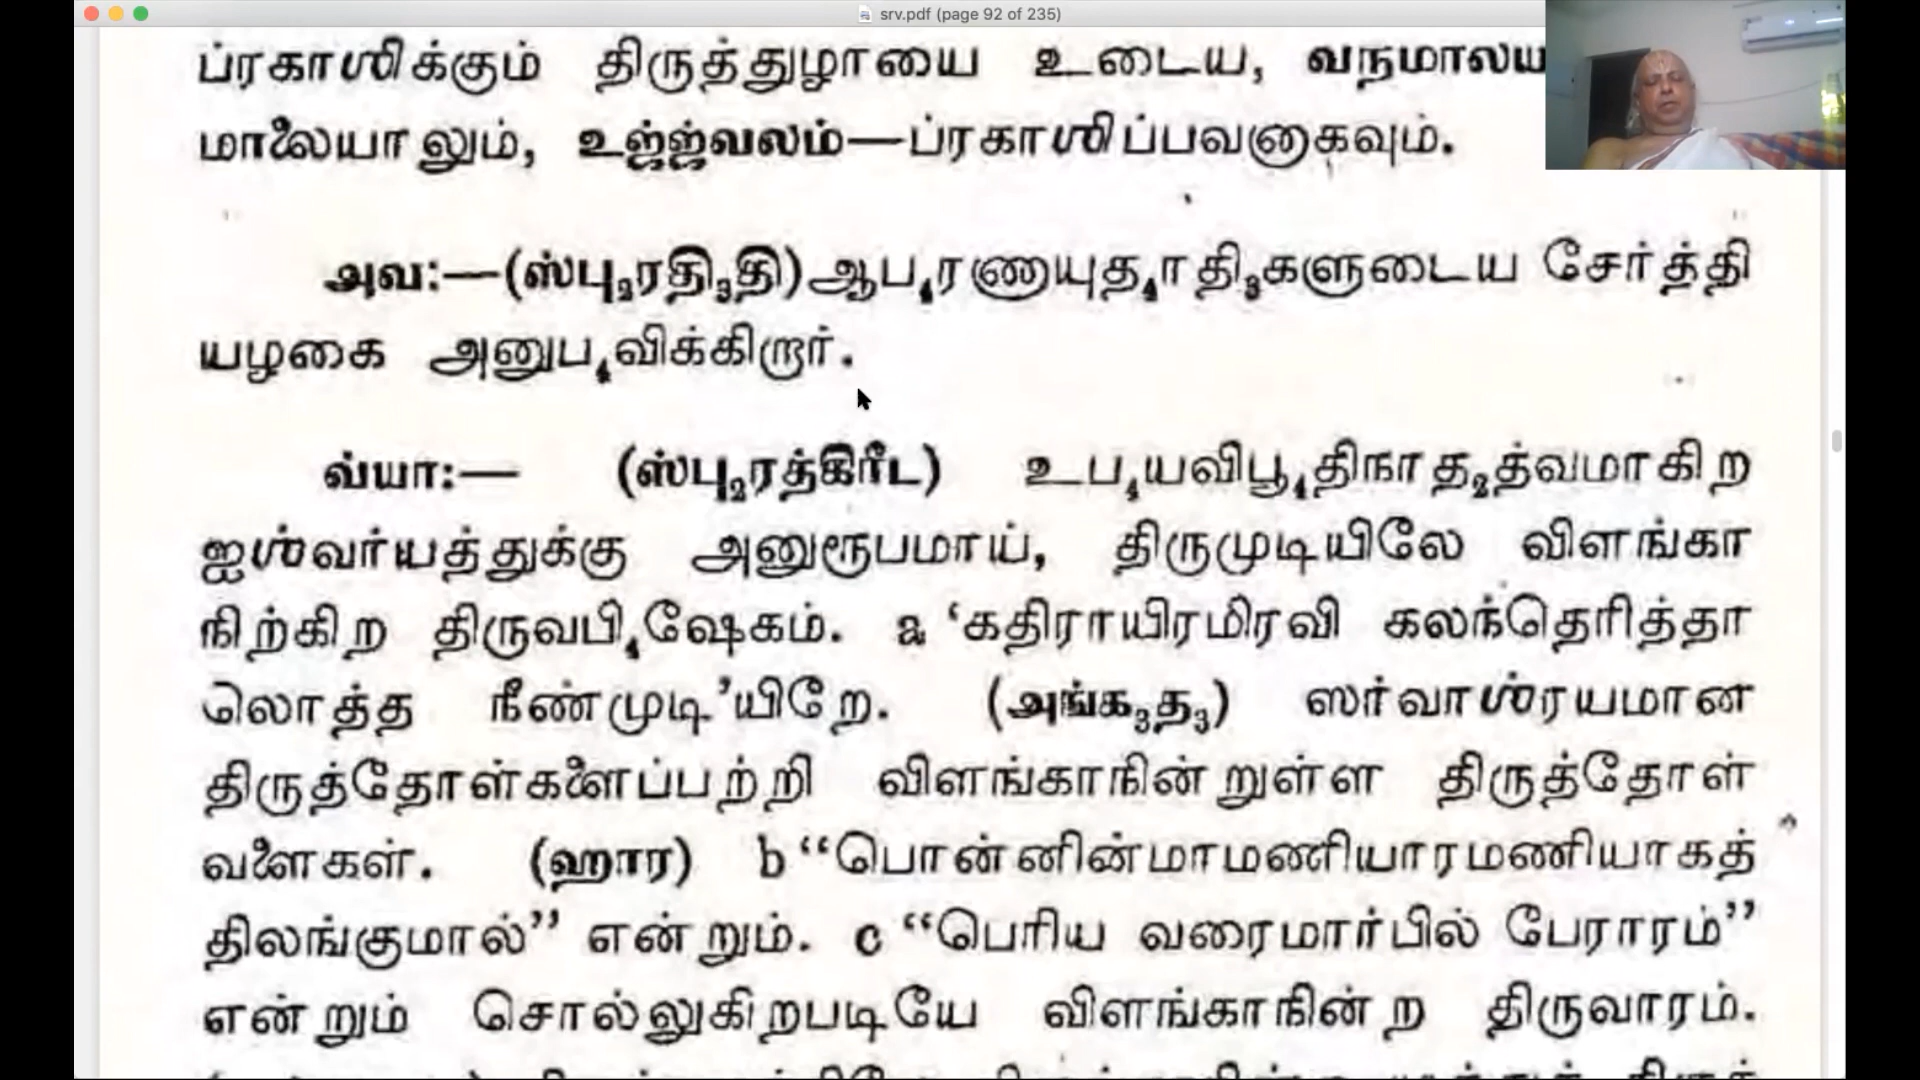 srv.pdf (page 92 of 235)
ப்ரகாஶிக்கும் திருத்துழாயை உடைய, வநமாலய
மாலையாலும், உஜ்ஜ்வலம்—ப்ரகாஶிப்பவனாகவும்.
அவ:—(ஸ்பு₂ரதி₃தி)ஆப₄ரணாயுத₄ாதி₃களுடைய சேர்த்தி
யழகை அனுப₄விக்கிறார்.
வ்யா:— (ஸ்பு₂ரத்கிரீட) உப₄யவிபூ₄திநாத₂த்வமாகிற
ஐஶ்வர்யத்துக்கு அனுரூபமாய், திருமுடியிலே விளங்கா
நிற்கிற திருவபி₄ஷேகம். a ‘கதிராயிரமிரவி கலந்தெரித்தா
லொத்த நீண்முடி’யிறே. (அங்க₃த₃) ஸர்வாஶ்ரயமான
திருத்தோள்களைப்பற்றி விளங்காநின்றுள்ள திருத்தோள்
வளைகள். (ஹார) b “பொன்னின்மாமணியாரமணியாகத்
திலங்குமால்” என்றும். c “பெரிய வரைமார்பில் பேராரம்”
என்றும் சொல்லுகிறபடியே விளங்காநின்ற திருவாரம்.